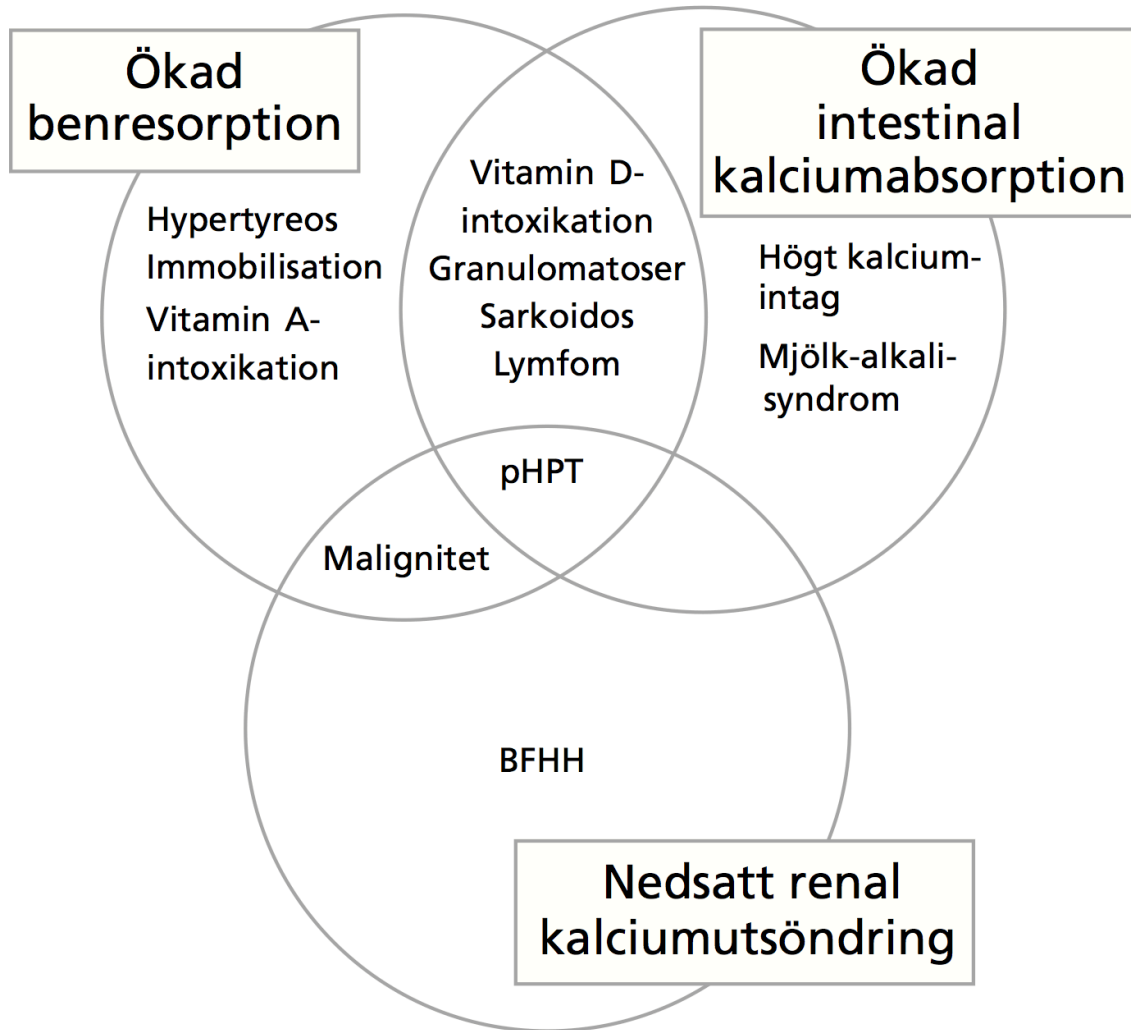 Ökad
benresorption
Ökad
intestinal
kalciumabsorption
Hypertyreos
Immobilisation
Vitamin A-
intoxikation
Vitamin D-
intoxikation
Granulomatoser
Sarkoidos
Lymfom
Högt kalcium-
intag
Mjölk-alkali-
syndrom
pHPT
Malignitet
BFHH
Nedsatt renal
kalciumutsöndring